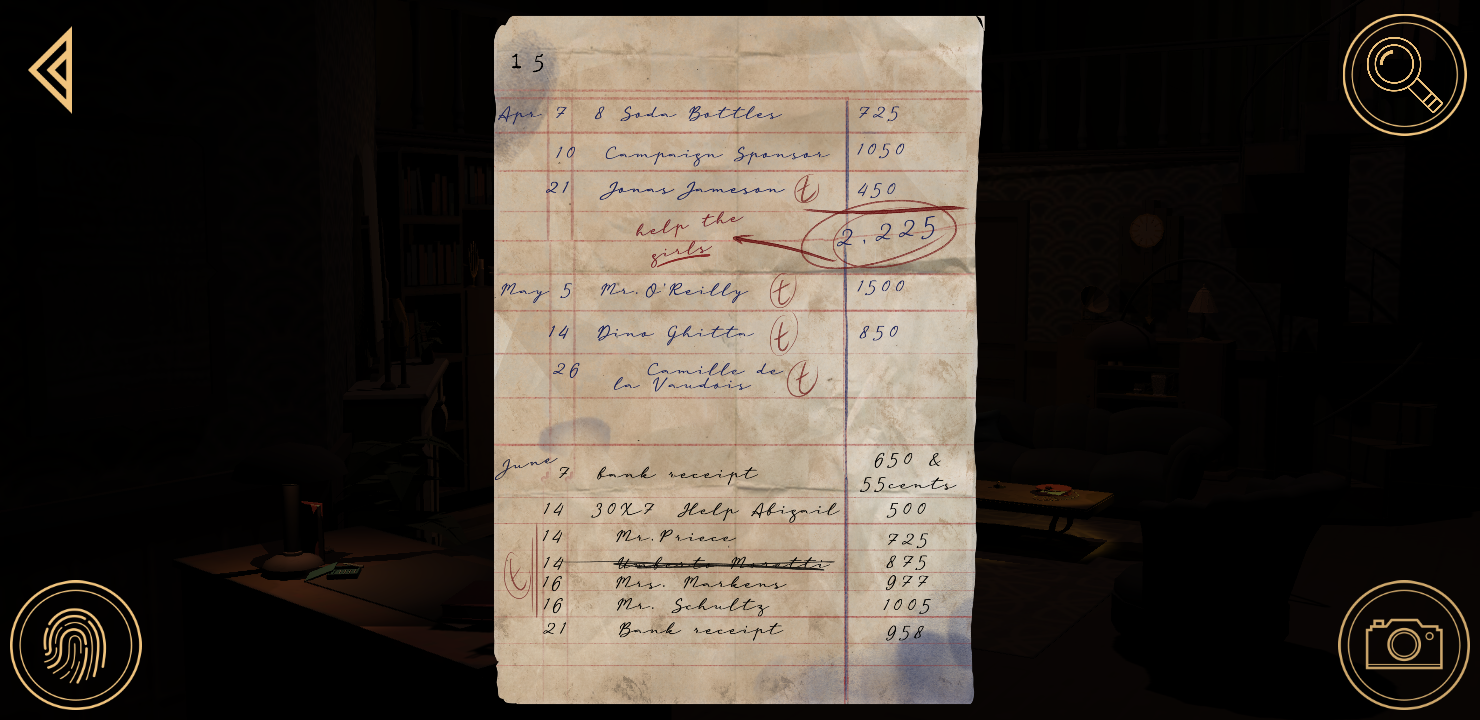 15
Apr 7 8 Soda Bottles 725
10 Campaign Sponsor 1050
21 Jonas Jameson t 450
help the 2.225
girls
May 5 Mr. O'Reilly t 1500
14 Dino Ghitta t 850
26 Camille de
la Vaudois t
June 7 bank receipt 650 &
55cents
14 30X7 Help Abigail 500
14 Mr. Priece 725
t 14 Umberto Moretti 875
16 Mrs. Markens 977
16 Mr. Schultz 1005
21 Bank receipt 958